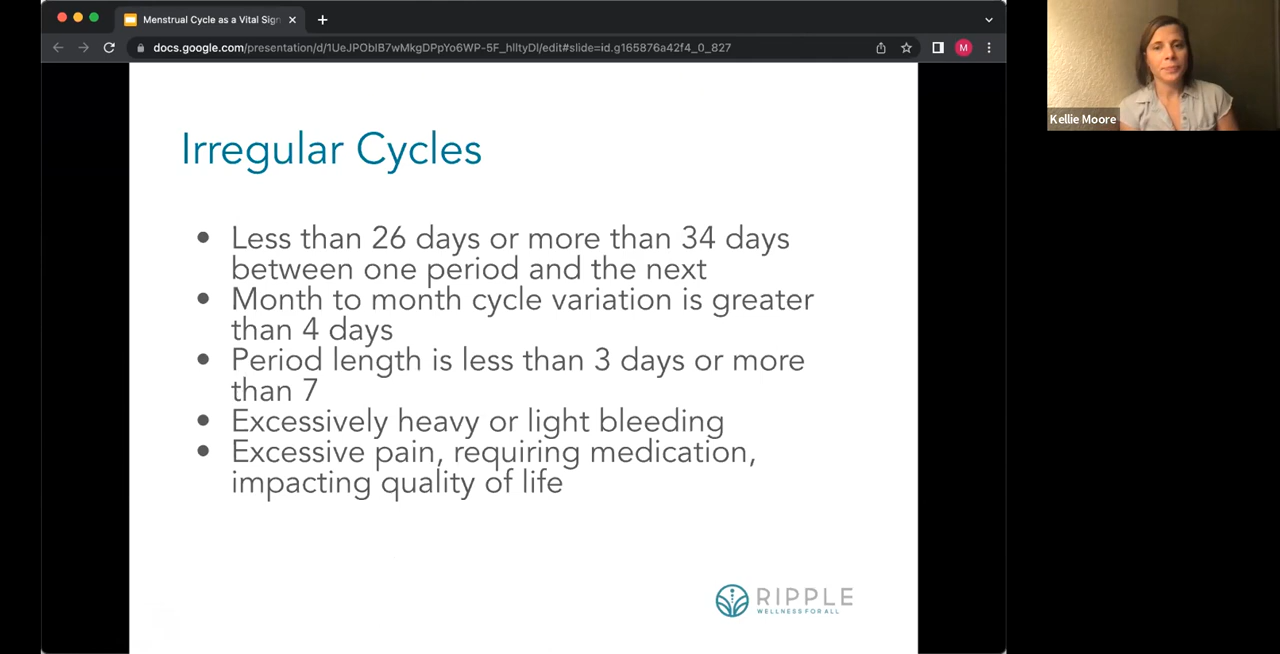 Menstrual Cycle as a Vital Sign
docs.google.com/presentation/d/1UeJPOblB7wMkgDPpYo6WP-5F_hlltyDl/edit#slide=id.g165876a42f4_0_827
M
Kellie Moore
Irregular Cycles
Less than 26 days or more than 34 days
between one period and the next
Month to month cycle variation is greater
than 4 days
Period length is less than 3 days or more
than 7
Excessively heavy or light bleeding
Excessive pain, requiring medication,
impacting quality of life
RIPPLE
WELLNESS FOR ALL